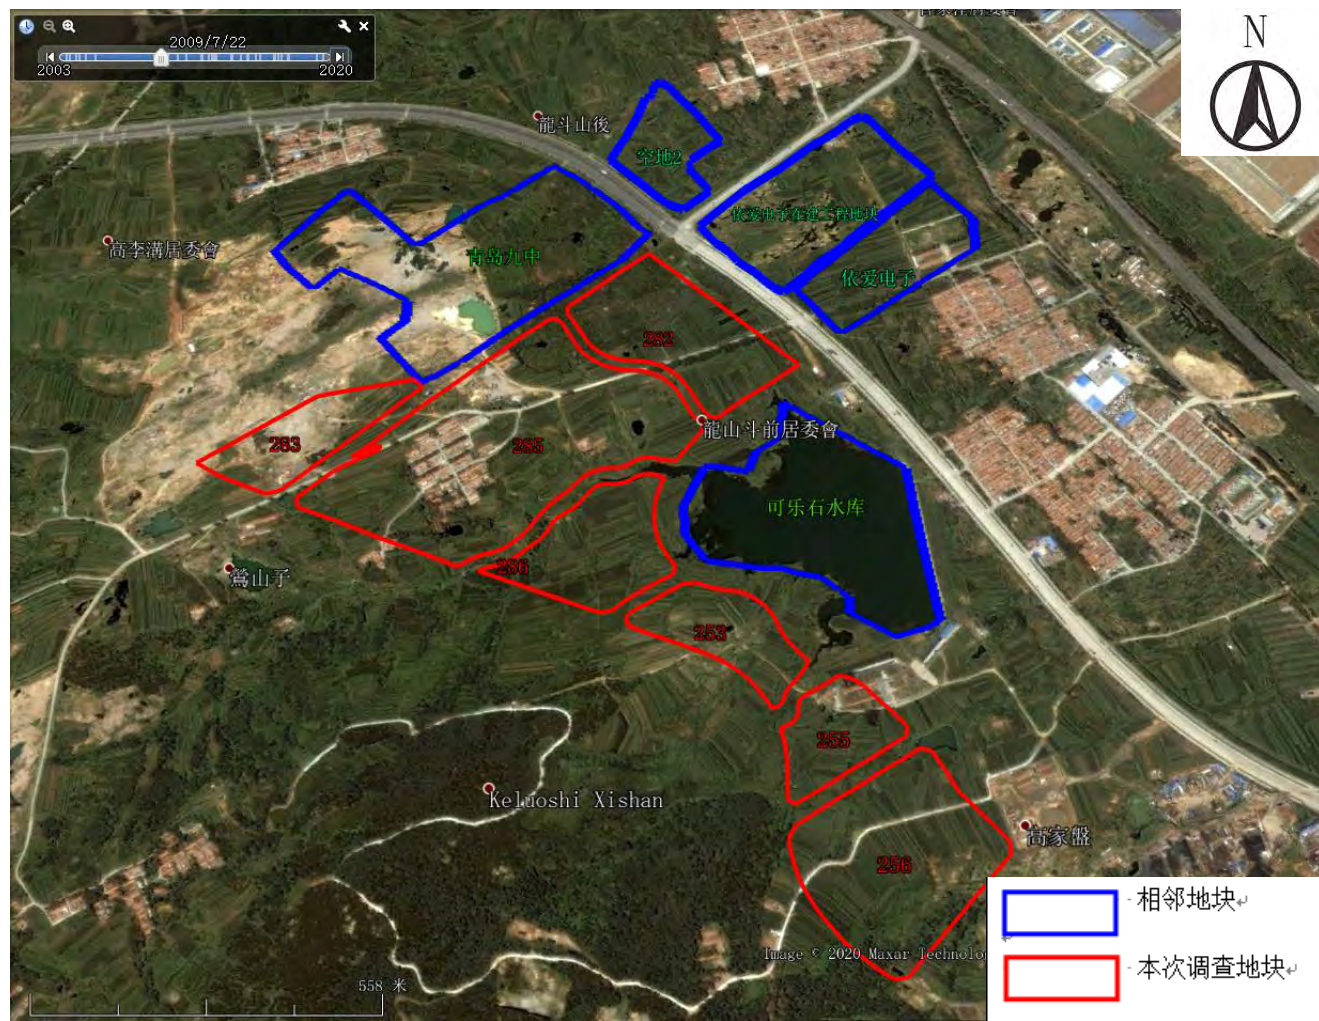 2009/7/22
2003
2020
N
龍斗山後
空地2
依爱电子在建工程地块
高李溝居委會
青岛九中
依爱电子
282
283
285
龍山斗前居委會
可乐石水库
286
鶯山子
253
255
Keluoshi Xishan
高家盤
256
Image © 2020 Maxar Technolo
558 米
相邻地块
本次调查地块